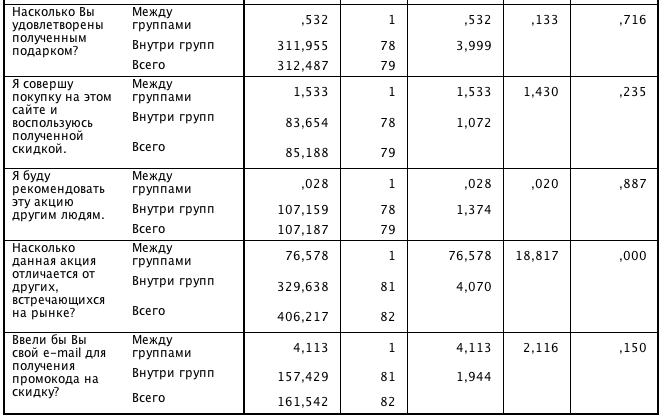 Насколько Вы удовлетворены полученным подарком? Между группами ,532 1 ,532 ,133 ,716
Внутри групп 311,955 78 3,999
Всего 312,487 79
Я совершу покупку на этом сайте и воспользуюсь полученной скидкой. Между группами 1,533 1 1,533 1,430 ,235
Внутри групп 83,654 78 1,072
Всего 85,188 79
Я буду рекомендовать эту акцию другим людям. Между группами ,028 1 ,028 ,020 ,887
Внутри групп 107,159 78 1,374
Всего 107,187 79
Насколько данная акция отличается от других, встречающихся на рынке? Между группами 76,578 1 76,578 18,817 ,000
Внутри групп 329,638 81 4,070
Всего 406,217 82
Ввели бы Вы свой e-mail для получения промокода на скидку? Между группами 4,113 1 4,113 2,116 ,150
Внутри групп 157,429 81 1,944
Всего 161,542 82